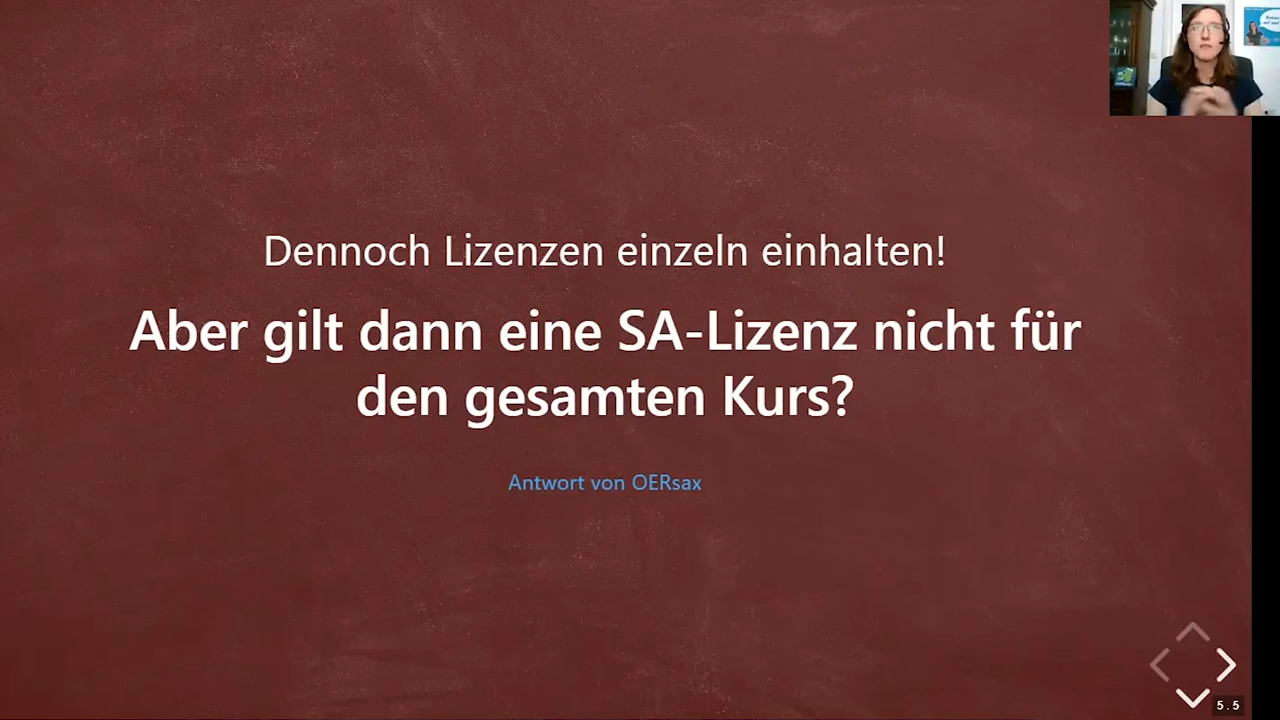 Dennoch Lizenzen einzeln einhalten!
Aber gilt dann eine SA-Lizenz nicht für
den gesamten Kurs?
Antwort von OERsax
5.5